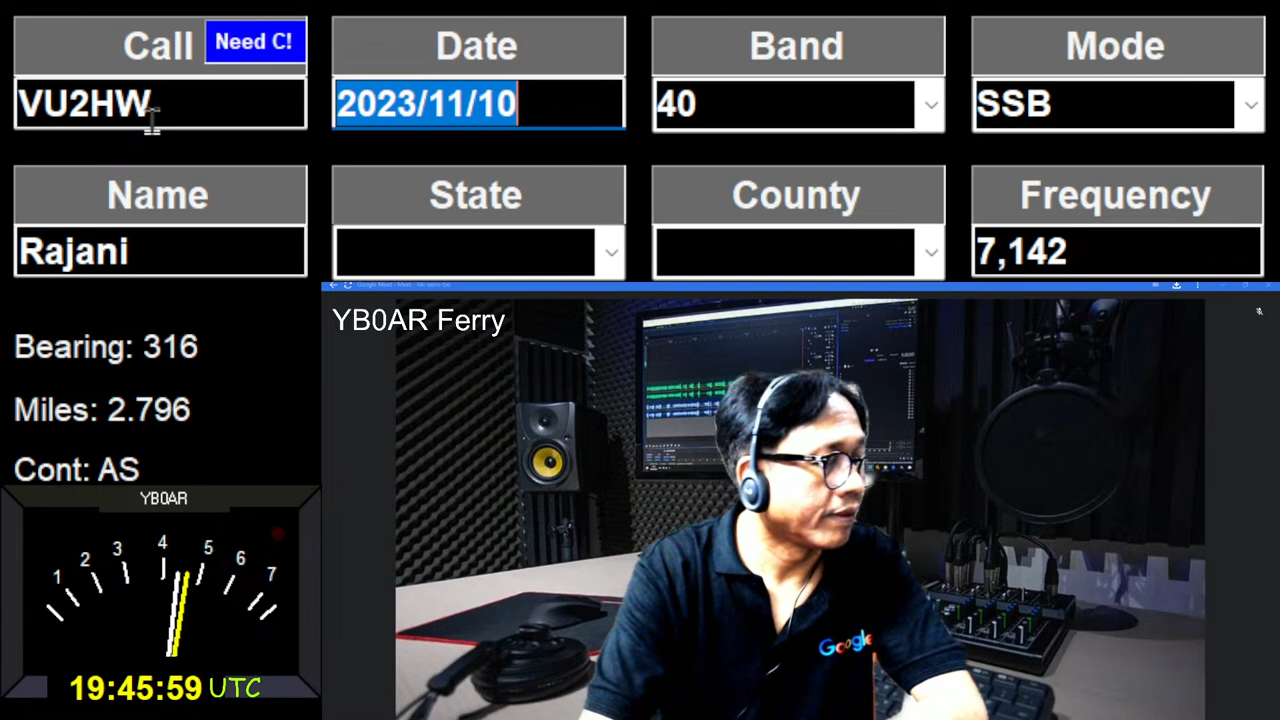 Call
Need C!
Date
Band
Mode
VU2HW
2023/11/10
40
SSB
Name
State
County
Frequency
Rajani
7,142
YB0AR Ferry
Bearing: 316
Miles: 2.796
Cont: AS
YB0AR
1 2 3 4 5 6 7
Google
19:45:59 UTC